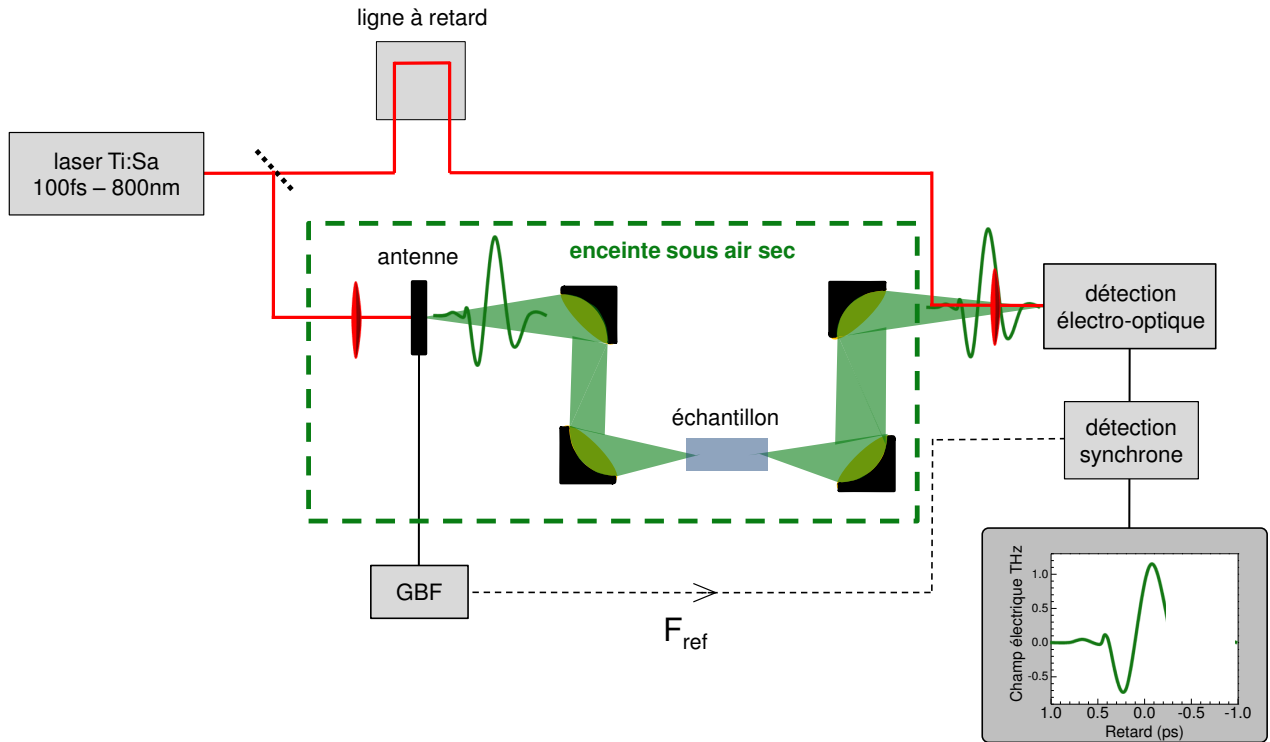 ligne à retard
laser Ti:Sa
100fs – 800nm
antenne
enceinte sous air sec
détection
électro-optique
échantillon
détection
synchrone
GBF
F_ref
Champ électrique THz
1.0
0.5
0.0
-0.5
1.0 0.5 0.0 -0.5 -1.0
Retard (ps)